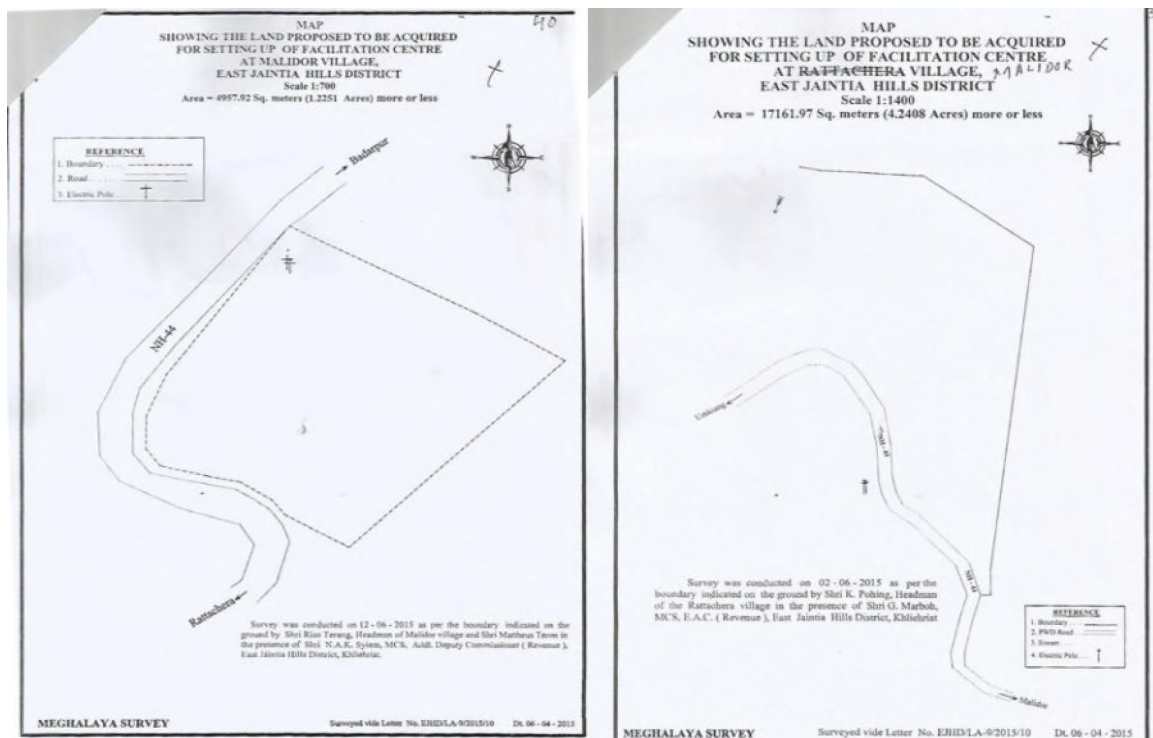 40
MAP
SHOWING THE LAND PROPOSED TO BE ACQUIRED
FOR SETTING UP OF FACILITATION CENTRE
AT MALIDOR VILLAGE,
EAST JAINTIA HILLS DISTRICT
Scale 1:700
Area = 4957.92 Sq. meters (1.2251 Acres) more or less
REFERENCE
1. Boundary
2. Road
3. Electric Pole
Badarpur
NH-44
Rattachera
Survey was conducted on 12-06-2015 as per the boundary indicated on the
ground by Shri Terang, Headman of Malidor village and Shri Mattheus in
the presence of Shri N.A.K. Syiem, MCS, Addl. Deputy Commissioner ( Revenue ),
East Jaintia Hills District, Khliehriat.
MEGHALAYA SURVEY
Surveyed vide Letter No. EJHD/LA-9/2015/10 Dt. 06 - 04 - 2015
MAP
SHOWING THE LAND PROPOSED TO BE ACQUIRED
FOR SETTING UP OF FACILITATION CENTRE
AT RATTACHERA VILLAGE, MALIDOR
EAST JAINTIA HILLS DISTRICT
Scale 1:1400
Area = 17161.97 Sq. meters (4.2408 Acres) more or less
Umkiang
NH-44
NH-44
Survey was conducted on 02 - 06 - 2015 as per the
boundary indicated on the ground by Shri K. Pohing, Headman
of the Rattachera village in the presence of Shri G. Marboh,
MCS, E.A.C. ( Revenue ), East Jaintia Hills District, Khliehriat
REFERENCE
1. Boundary
2. PWD Road
3. Stream
4. Electric Pole
Malidor
MEGHALAYA SURVEY
Surveyed vide Letter No. EJHD/LA-9/2015/10 Dt. 06 - 04 - 2015